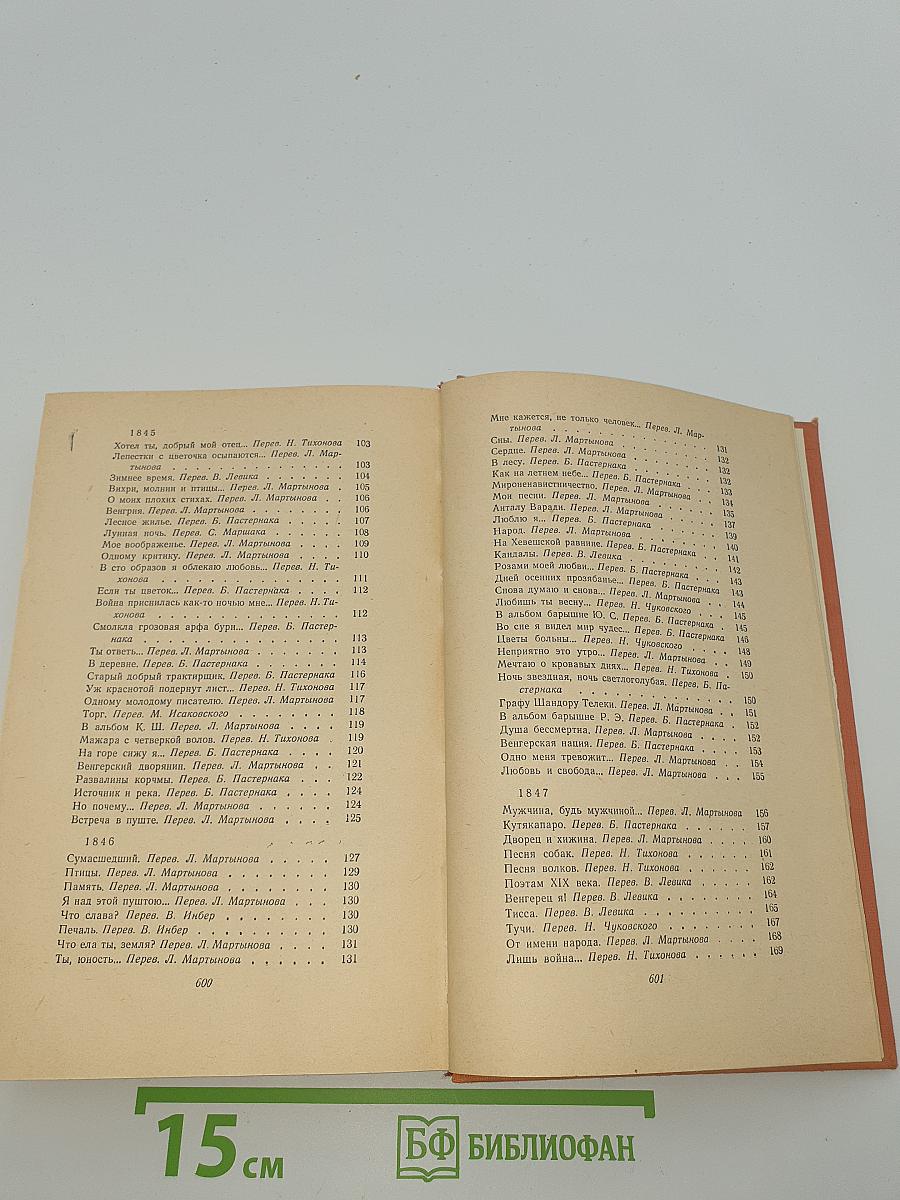 1845
Хотел ты, добрый мой отец... Перев. Н. Тихонова 103
Лепестки с цветочка осыпаются... Перев. Л. Мар-
тынова . . . . . . . . . . . . . . . . 103
Зимнее время. Перев. В. Левика . . . . . . 104
Вихри, молнии и птицы... Перев. Л. Мартынова . 105
О моих плохих стихах. Перев. Л. Мартынова . . 106
Венгрия. Перев. Л. Мартынова . . . . . . . 106
Лесное жилье. Перев. Б. Пастернака . . . . . 107
Лунная ночь. Перев. С. Маршака . . . . . . 108
Мое воображенье. Перев. Л. Мартынова . . . . 109
Одному критику. Перев. Л. Мартынова . . . . 110
В сто образов я облекаю любовь... Перев. Н. Ти-
хонова . . . . . . . . . . . . . . . . 111
Если ты цветок... Перев. Б. Пастернака . . . . 112
Война приснилась как-то ночью мне... Перев. Н. Ти-
хонова . . . . . . . . . . . . . . . . 112
Смолкла грозовая арфа бури... Перев. Б. Пастер-
нака . . . . . . . . . . . . . . . . . 113
Ты ответь... Перев. Л. Мартынова . . . . . . 113
В деревне. Перев. Б. Пастернака . . . . . . . 114
Старый добрый трактирщик. Перев. Б. Пастернака 116
Уж краснотой подернут лист... Перев. Н. Тихонова 117
Одному молодому писателю. Перев. Л. Мартынова 117
Торг. Перев. М. Исаковского . . . . . . . . 118
В альбом К. Ш. Перев. Л. Мартынова . . . . 119
Мажара с четверкой волов. Перев. Н. Тихонова . 119
На горе сижу я... Перев. Б. Пастернака . . . . 120
Венгерский дворянин. Перев. Л. Мартынова . . 121
Развалины корчмы. Перев. Б. Пастернака . . . 122
Источник и река. Перев. Б. Пастернака . . . . 124
Но почему... Перев. Л. Мартынова . . . . . . 124
Встреча в пуште. Перев. Л. Мартынова . . . . 125
1846
Сумасшедший. Перев. Л. Мартынова . . . . . 127
Птицы. Перев. Л. Мартынова . . . . . . . . 129
Память. Перев. Л. Мартынова . . . . . . . . 130
Я над этой пуштою... Перев. Л. Мартынова . . . 130
Что слава? Перев. В. Инбер . . . . . . . . 130
Печаль. Перев. В. Инбер . . . . . . . . . . 130
Что ела ты, земля? Перев. Л. Мартынова . . . . 131
Ты, юность... Перев. Л. Мартынова . . . . . . 131
600
Мне кажется, не только человек... Перев. Л. Мар-
тынова . . . . . . . . . . . . . . . . 131
Сны. Перев. Л. Мартынова . . . . . . . . . 132
Сердце. Перев. Л. Мартынова . . . . . . . . 132
В лесу. Перев. Б. Пастернака . . . . . . . . 132
Как на летнем небе... Перев. Б. Пастернака . . . 133
Мироненавистничество. Перев. Л. Мартынова . . 134
Мои песни. Перев. Л. Мартынова . . . . . . 135
Анталу Варади. Перев. Л. Мартынова . . . . . 137
Люблю я... Перев. Б. Пастернака . . . . . . 139
Народ. Перев. Л. Мартынова . . . . . . . . 140
На Хевешской равнине. Перев. Б. Пастернака . . 141
Кандалы. Перев. В. Левика . . . . . . . . . 142
Розами моей любви... Перев. Б. Пастернака . . . 143
Дней осенних прозябанье... Перев. Б. Пастернака 143
Снова думаю и снова... Перев. Л. Мартынова . . 144
Любишь ты весну... Перев. Н. Чуковского . . . 145
В альбом барышне Ю. С. Перев. Б. Пастернака . 145
Во сне я видел мир чудес... Перев. Б. Пастернака 146
Цветы больны... Перев. Н. Чуковского . . . . 148
Неприятно это утро... Перев. Л. Мартынова . . . 149
Мечтаю о кровавых днях... Перев. Н. Тихонова . 150
Ночь звездная, ночь светлоголубая. Перев. Б. Па-
стернака . . . . . . . . . . . . . . . 150
Графу Шандору Телеки. Перев. Л. Мартынова . . 151
В альбом барышне Р. Э. Перев. Б. Пастернака . 152
Душа бессмертна. Перев. Л. Мартынова . . . . 152
Венгерская нация. Перев. Б. Пастернака . . . . 153
Одно меня тревожит... Перев. Л. Мартынова . . 154
Любовь и свобода... Перев. Л. Мартынова . . . 155
1847
Мужчина, будь мужчиной... Перев. Л. Мартынова 156
Кутякапаро. Перев. Б. Пастернака . . . . . . 157
Дворец и хижина. Перев. Л. Мартынова . . . . 160
Песня собак. Перев. Н. Тихонова . . . . . . 161
Песня волков. Перев. Н. Тихонова . . . . . . 162
Поэтам XIX века. Перев. В. Левика . . . . . 162
Венгерец я! Перев. В. Левика . . . . . . . 164
Тисса. Перев. В. Левика . . . . . . . . . . 165
Тучи. Перев. Н. Чуковского . . . . . . . . 167
От имени народа. Перев. Л. Мартынова . . . . 168
Лишь война... Перев. Н. Тихонова . . . . . . 169
601
15 см
БФ БИБЛИОФАН